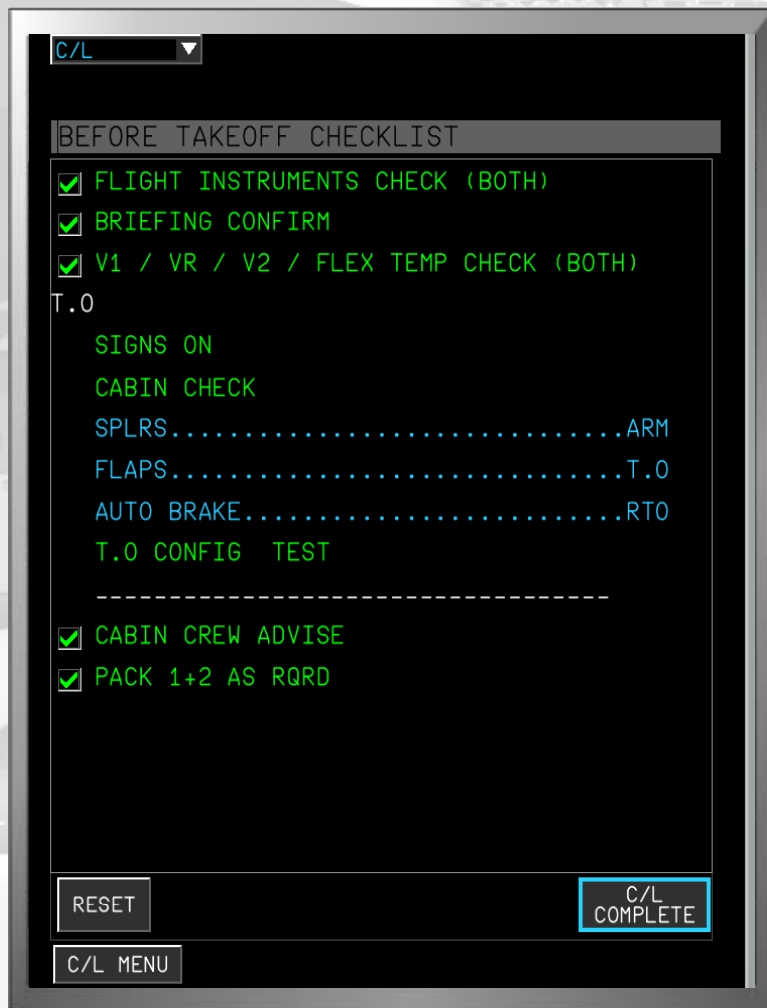 C/L
BEFORE TAKEOFF CHECKLIST
FLIGHT INSTRUMENTS CHECK (BOTH)
BRIEFING CONFIRM
V1 / VR / V2 / FLEX TEMP CHECK (BOTH)
T.O
SIGNS ON
CABIN CHECK
SPLRS...............................ARM
FLAPS...............................T.O
AUTO BRAKE..........................RTO
T.O CONFIG TEST
-----------------------------------
CABIN CREW ADVISE
PACK 1+2 AS RQRD
RESET
C/L
COMPLETE
C/L MENU